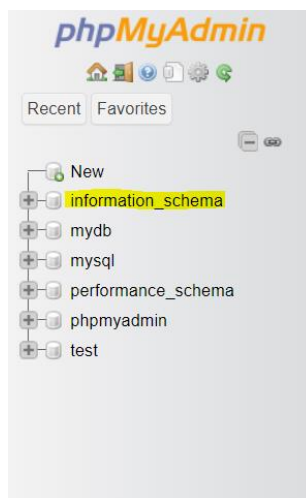 phpMyAdmin
Recent Favorites
New
information_schema
mydb
mysql
performance_schema
phpmyadmin
test